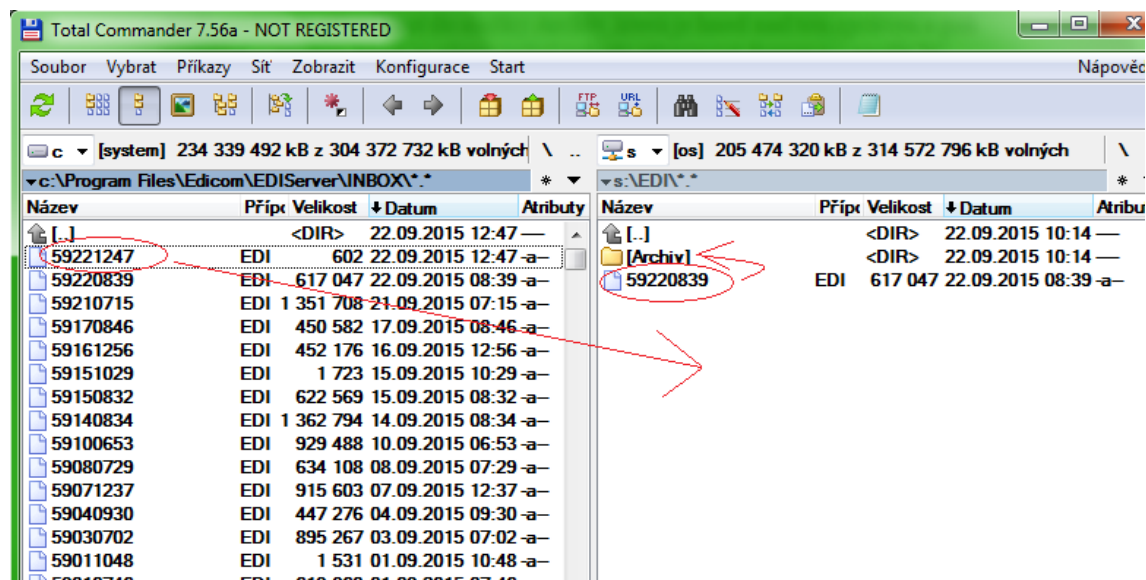 Total Commander 7.56a - NOT REGISTERED
Soubor Vybrat Příkazy Síť Zobrazit Konfigurace Start Nápověd
FTP URL
c [system] 234 339 492 kB z 304 372 732 kB volných \ ..
s [os] 205 474 320 kB z 314 572 796 kB volných \
c:\Program Files\Edicom\EDIServer\INBOX\*.* *
s:\EDI\*.* *
Název Přípc Velikost Datum Atributy
[..] <DIR> 22.09.2015 12:47 ----
59221247 EDI 602 22.09.2015 12:47 -a--
59220839 EDI 617 047 22.09.2015 08:39 -a--
59210715 EDI 1 351 708 21.09.2015 07:15 -a--
59170846 EDI 450 582 17.09.2015 08:46 -a--
59161256 EDI 452 176 16.09.2015 12:56 -a--
59151029 EDI 1 723 15.09.2015 10:29 -a--
59150832 EDI 622 569 15.09.2015 08:32 -a--
59140834 EDI 1 362 794 14.09.2015 08:34 -a--
59100653 EDI 929 488 10.09.2015 06:53 -a--
59080729 EDI 634 108 08.09.2015 07:29 -a--
59071237 EDI 915 603 07.09.2015 12:37 -a--
59040930 EDI 447 276 04.09.2015 09:30 -a--
59030702 EDI 895 267 03.09.2015 07:02 -a--
59011048 EDI 1 531 01.09.2015 10:48 -a--
Název Přípc Velikost Datum Atribu
[..] <DIR> 22.09.2015 10:14 ----
[Archiv] <DIR> 22.09.2015 10:14 ----
59220839 EDI 617 047 22.09.2015 08:39 -a--